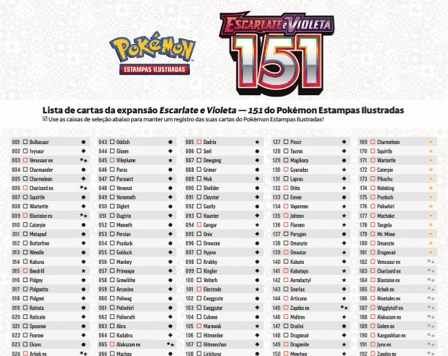 Pokémon
ESTAMPAS ILUSTRADAS
ESCARLATE e VIOLETA
151
Lista de cartas da expansão Escarlate e Violeta — 151 do Pokémon Estampas Ilustradas
Use as caixas de seleção abaixo para manter um registro das suas cartas do Pokémon Estampas Ilustradas!
001 Bulbasaur
002 Ivysaur
003 Venusaur ex
004 Charmander
005 Charmeleon
006 Charizard ex
007 Squirtle
008 Wartortle
009 Blastoise ex
010 Caterpie
011 Metapod
012 Butterfree
013 Weedle
014 Kakuna
015 Beedrill
016 Pidgey
017 Pidgeotto
018 Pidgeot
019 Rattata
020 Raticate
021 Spearow
022 Fearow
023 Ekans
024 Arbok ex
043 Oddish
044 Gloom
045 Vileplume
046 Paras
047 Parasect
048 Venonat
049 Venomoth
050 Diglett
051 Dugtrio
052 Meowth
053 Persian
054 Psyduck
055 Golduck
056 Mankey
057 Primeape
058 Growlithe
059 Arcanine
060 Poliwag
061 Poliwhirl
062 Poliwrath
063 Abra
064 Kadabra
065 Alakazam ex
066 Machop
085 Dodrio
086 Seel
087 Dewgong
088 Grimer
089 Muk
090 Shellder
091 Cloyster
092 Gastly
093 Haunter
094 Gengar
095 Onix
096 Drowzee
097 Hypno
098 Krabby
099 Kingler
100 Voltorb
101 Electrode
102 Exeggcute
103 Exeggutor
104 Cubone
105 Marowak
106 Hitmonlee
107 Hitmonchan
108 Lickitung
127 Pinsir
128 Tauros
129 Magikarp
130 Gyarados
131 Lapras
132 Ditto
133 Eevee
134 Vaporeon
135 Jolteon
136 Flareon
137 Porygon
138 Omanyte
139 Omastar
140 Kabuto
141 Kabutops
142 Aerodactyl
143 Snorlax
144 Articuno
145 Zapdos ex
146 Moltres
147 Dratini
148 Dragonair
149 Dragonite
150 Mewtwo
169 Charmeleon
170 Squirtle
171 Wartortle
172 Caterpie
173 Pikachu
174 Nidoking
175 Psyduck
176 Poliwhirl
177 Machoke
178 Tangela
179 Mr. Mime
180 Omanyte
181 Dragonair
182 Venusaur ex
183 Charizard ex
184 Blastoise ex
185 Arbok ex
186 Ninetales ex
187 Wigglytuff ex
188 Alakazam ex
189 Golem ex
190 Kangaskhan ex
191 Jynx ex
192 Zapdos ex